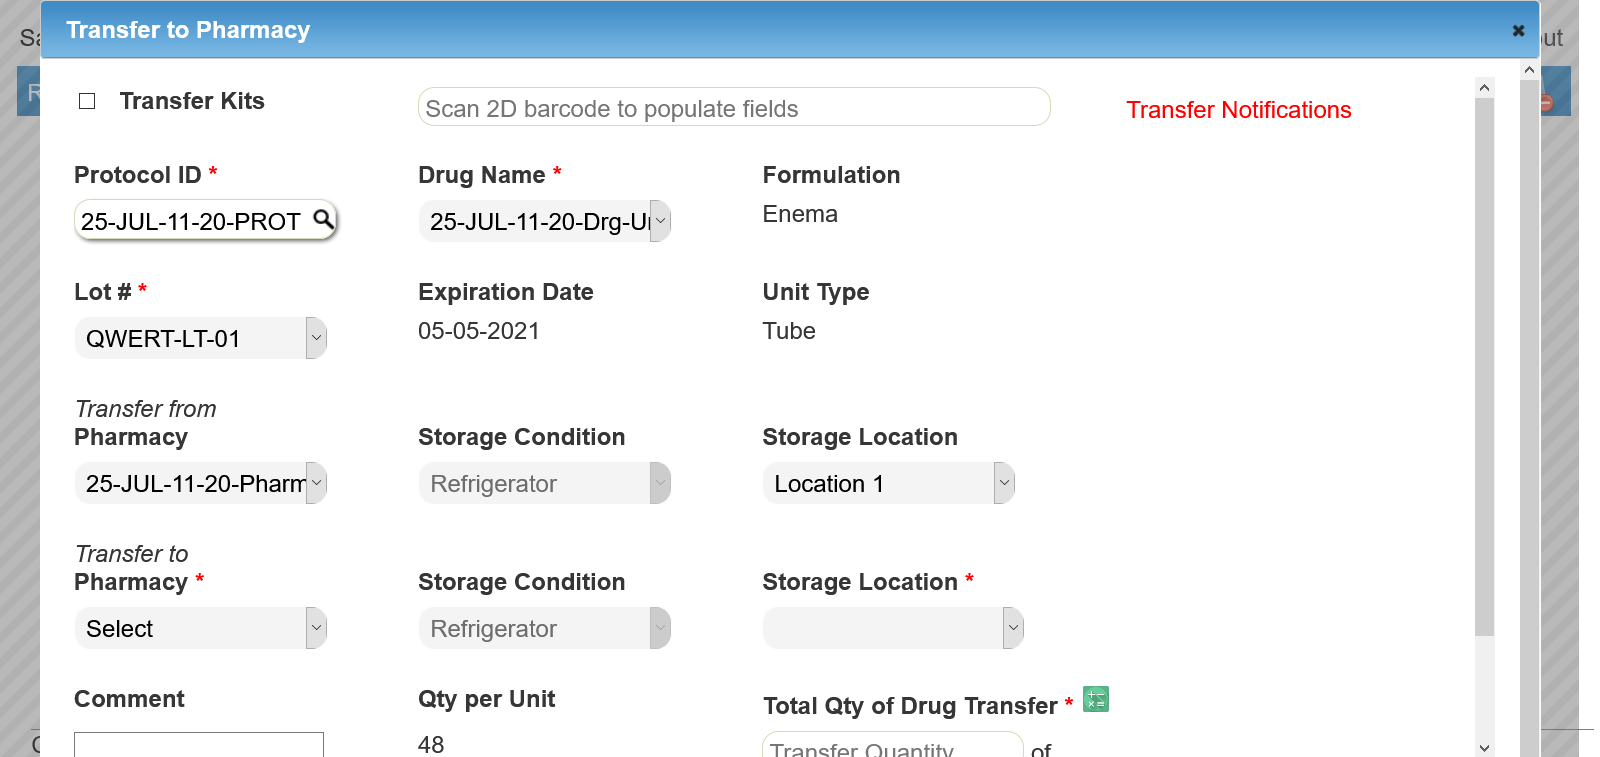 Transfer to Pharmacy
Transfer Kits
Scan 2D barcode to populate fields
Transfer Notifications
Protocol ID * Drug Name * Formulation
25-JUL-11-20-PROT 25-JUL-11-20-Drg- Enema
Lot # * Expiration Date Unit Type
QWERT-LT-01 05-05-2021 Tube
Transfer from
Pharmacy Storage Condition Storage Location
25-JUL-11-20-Pharm Refrigerator Location 1
Transfer to
Pharmacy * Storage Condition Storage Location *
Select Refrigerator
Comment Qty per Unit Total Qty of Drug Transfer *
48 Transfer Quantity of